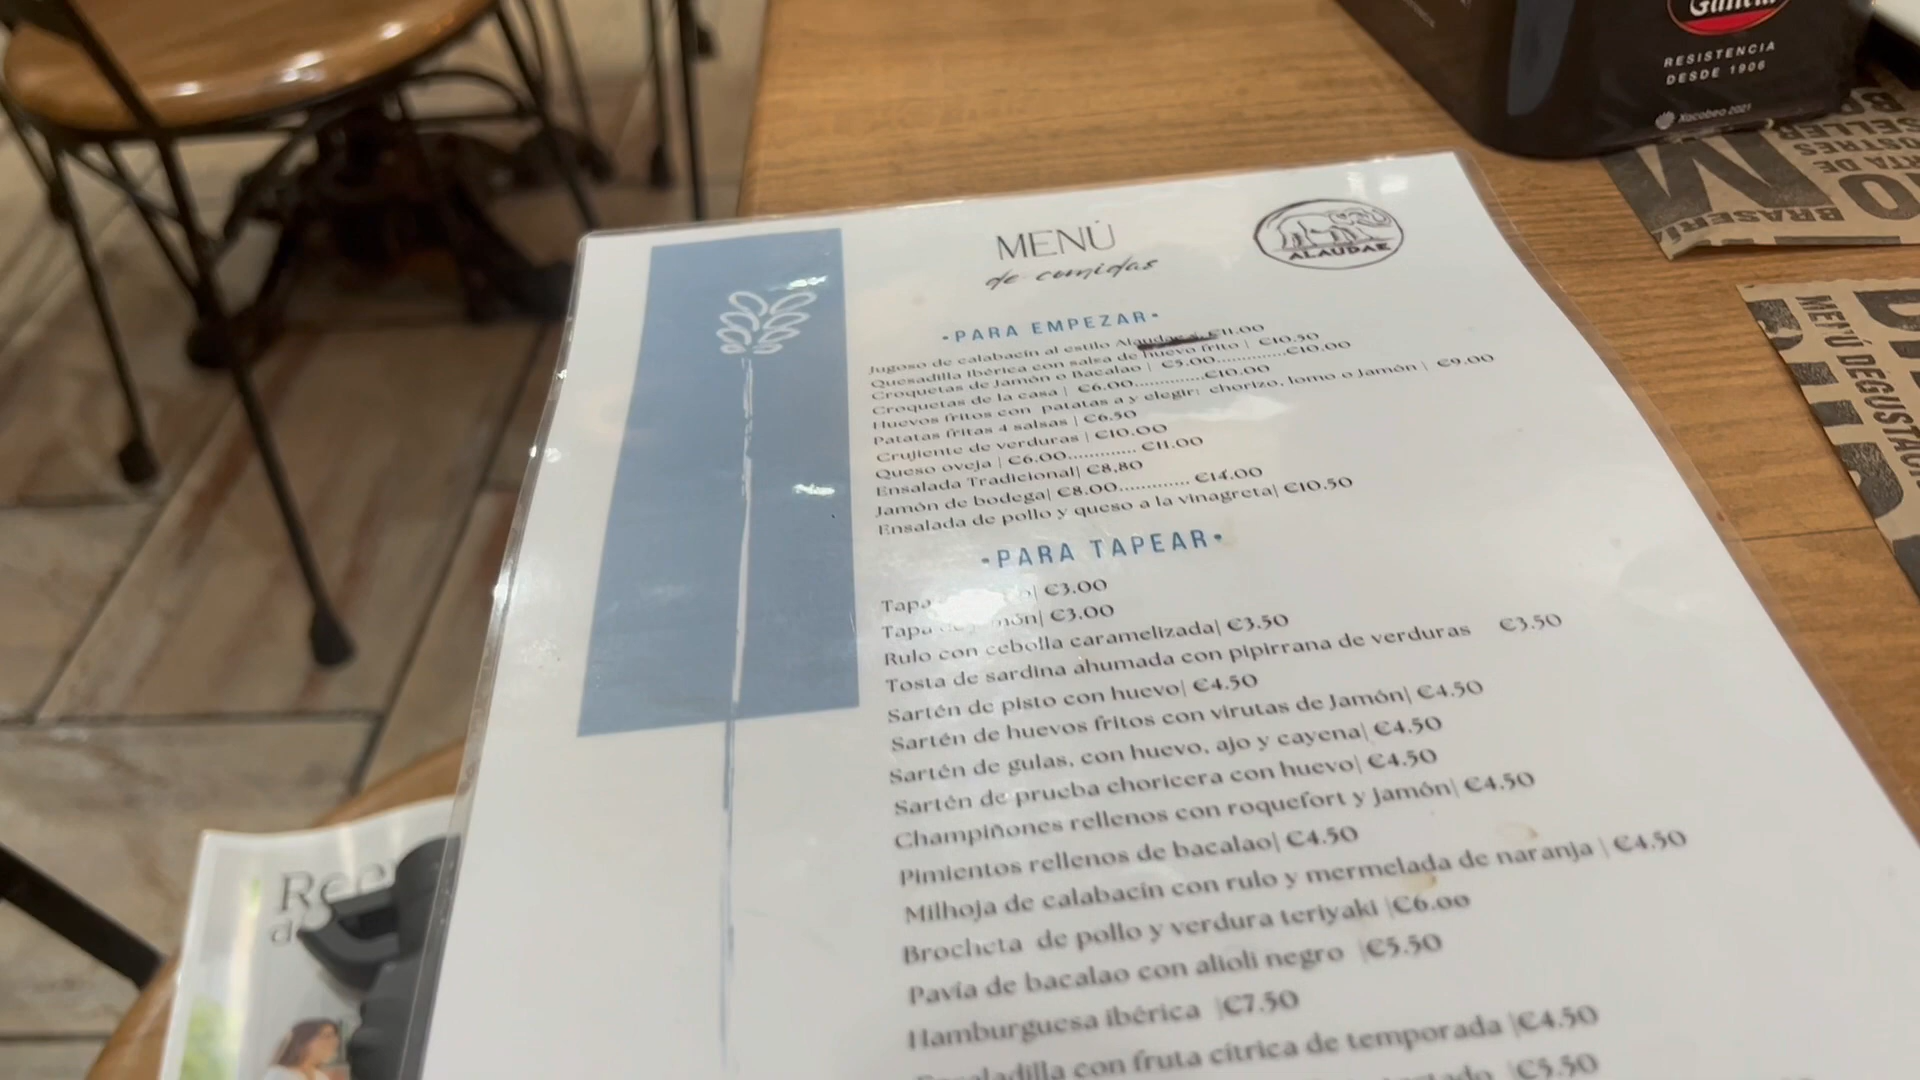 MENÚ
de comidas
ALAUDAE
•PARA EMPEZAR•
Jugoso de calabacín al estilo Alaudae €11.00
Quesadilla Ibérica con salsa de huevo frito | €10.50
Croquetas de Jamón o Bacalao | €5.00..............€10.00
Croquetas de la casa | €6.00.............€10.00
Huevos fritos con patatas a y elegir: chorizo, lomo o Jamón | €9.00
Patatas fritas 4 salsas | €6.50
Crujiente de verduras | €10.00
Queso oveja | €6.00............. €11.00
Ensalada Tradicional| €8.80
Jamón de bodega| €8.00............. €14.00
Ensalada de pollo y queso a la vinagreta| €10.50
•PARA TAPEAR•
Tapa | €3.00
Tapa | €3.00
Rulo con cebolla caramelizada| €3.50
Tosta de sardina ahumada con pipirrana de verduras €3.50
Sartén de pisto con huevo| €4.50
Sartén de huevos fritos con virutas de Jamón| €4.50
Sartén de gulas, con huevo, ajo y cayena| €4.50
Sartén de prueba choricera con huevo| €4.50
Champiñones rellenos con roquefort y Jamón| €4.50
Pimientos rellenos de bacalao| €4.50
Milhoja de calabacín con rulo y mermelada de naranja | €4.50
Brocheta de pollo y verdura teriyaki |€6.00
Pavía de bacalao con alioli negro |€5.50
Hamburguesa ibérica |€7.50
con fruta cítrica de temporada |€4.50
€5.50
RESISTENCIA
DESDE 1906
Xacobeo 2021
BRASERÍA
MENÚ DEGUSTACIÓN